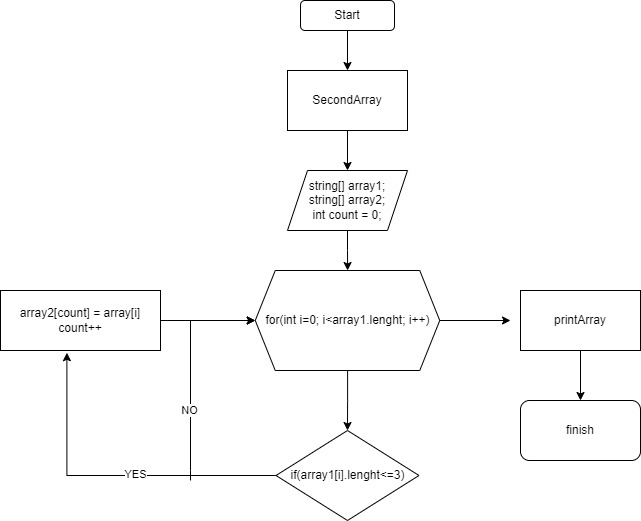 Start
SecondArray
string[] array1;
string[] array2;
int count = 0;
array2[count] = array[i]
count++
for(int i=0; i<array1.lenght; i++)
printArray
NO
finish
YES
if(array1[i].lenght<=3)